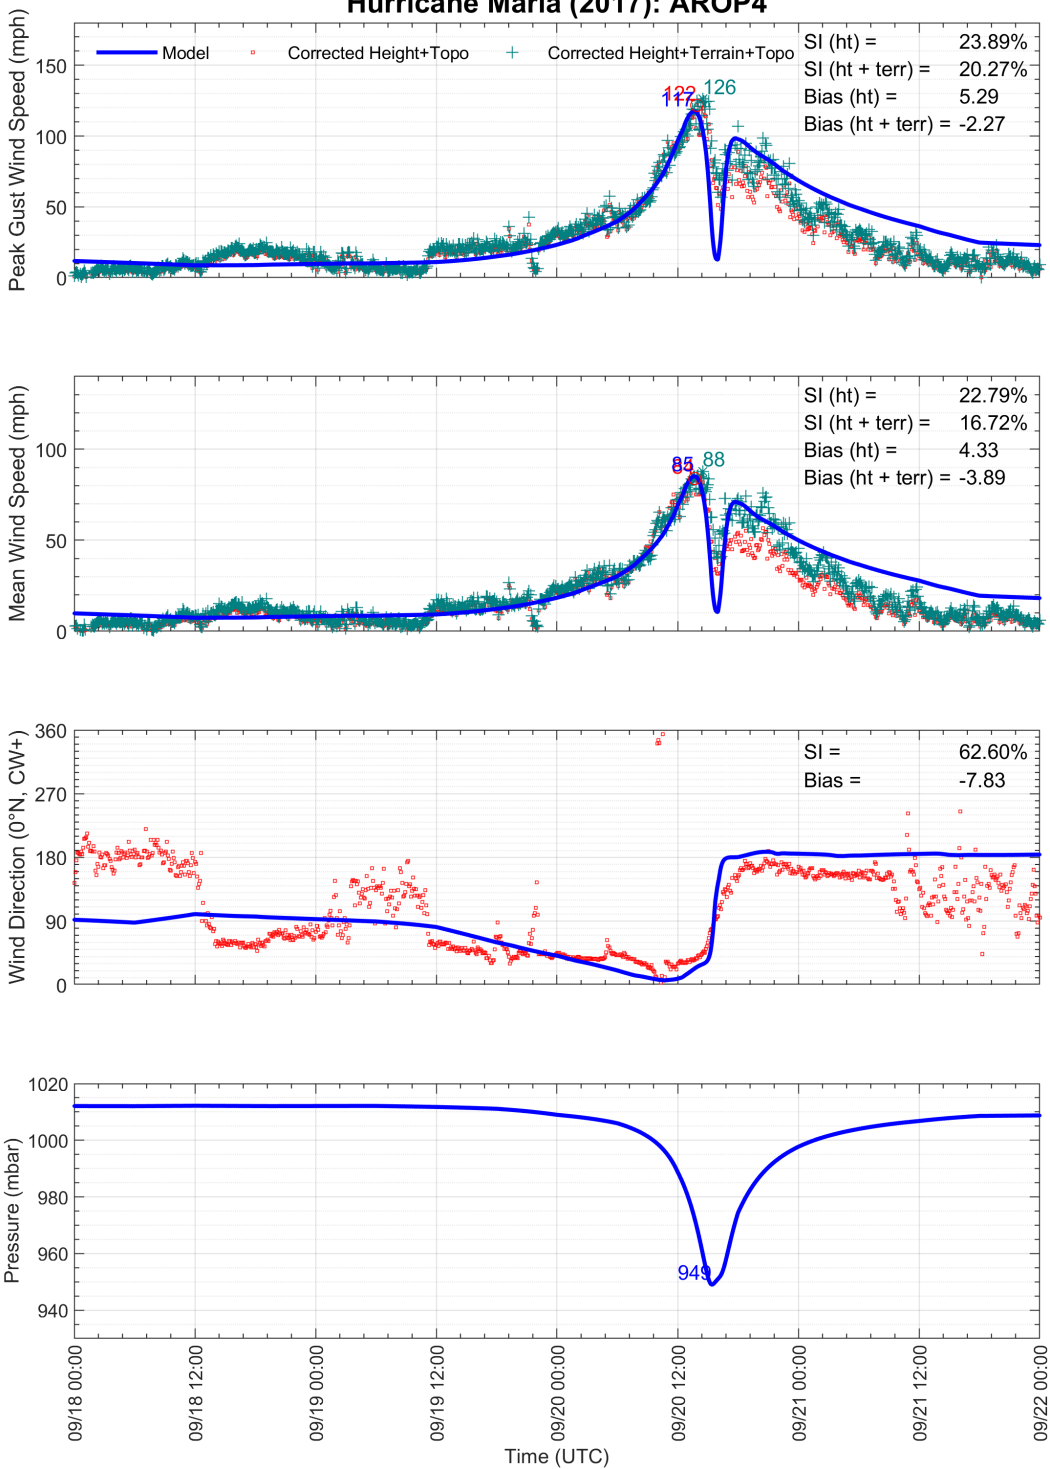 Hurricane Maria (2017): AROP4
Peak Gust Wind Speed (mph)
150
100
50
0
Model
Corrected Height+Topo
Corrected Height+Terrain+Topo
SI (ht) = 23.89%
SI (ht + terr) = 20.27%
Bias (ht) = 5.29
Bias (ht + terr) = -2.27
122
117
126
Mean Wind Speed (mph)
100
50
0
SI (ht) = 22.79%
SI (ht + terr) = 16.72%
Bias (ht) = 4.33
Bias (ht + terr) = -3.89
85
88
Wind Direction (0°N, CW+)
360
270
180
90
0
SI = 62.60%
Bias = -7.83
Pressure (mbar)
1020
1000
980
960
940
949
09/18 00:00
09/18 12:00
09/19 00:00
09/19 12:00
09/20 00:00
09/20 12:00
09/21 00:00
09/21 12:00
09/22 00:00
Time (UTC)